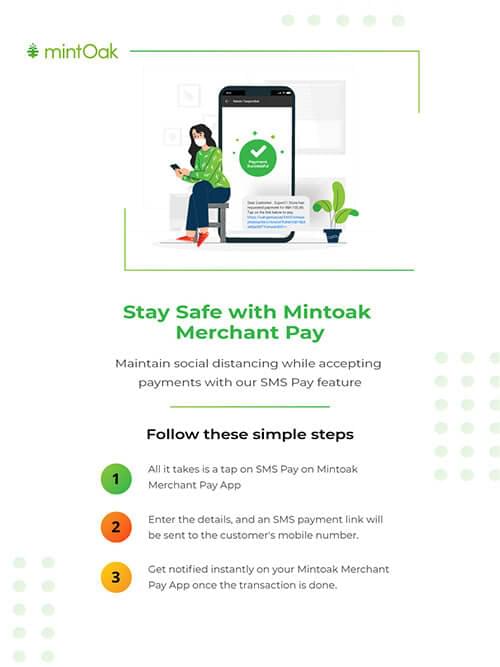 mintOak
Payment
Successful
Stay Safe with Mintoak
Merchant Pay
Maintain social distancing while accepting
payments with our SMS Pay feature
Follow these simple steps
1
All it takes is a tap on SMS Pay on Mintoak
Merchant Pay App
2
Enter the details, and an SMS payment link will
be sent to the customer's mobile number.
3
Get notified instantly on your Mintoak Merchant
Pay App once the transaction is done.